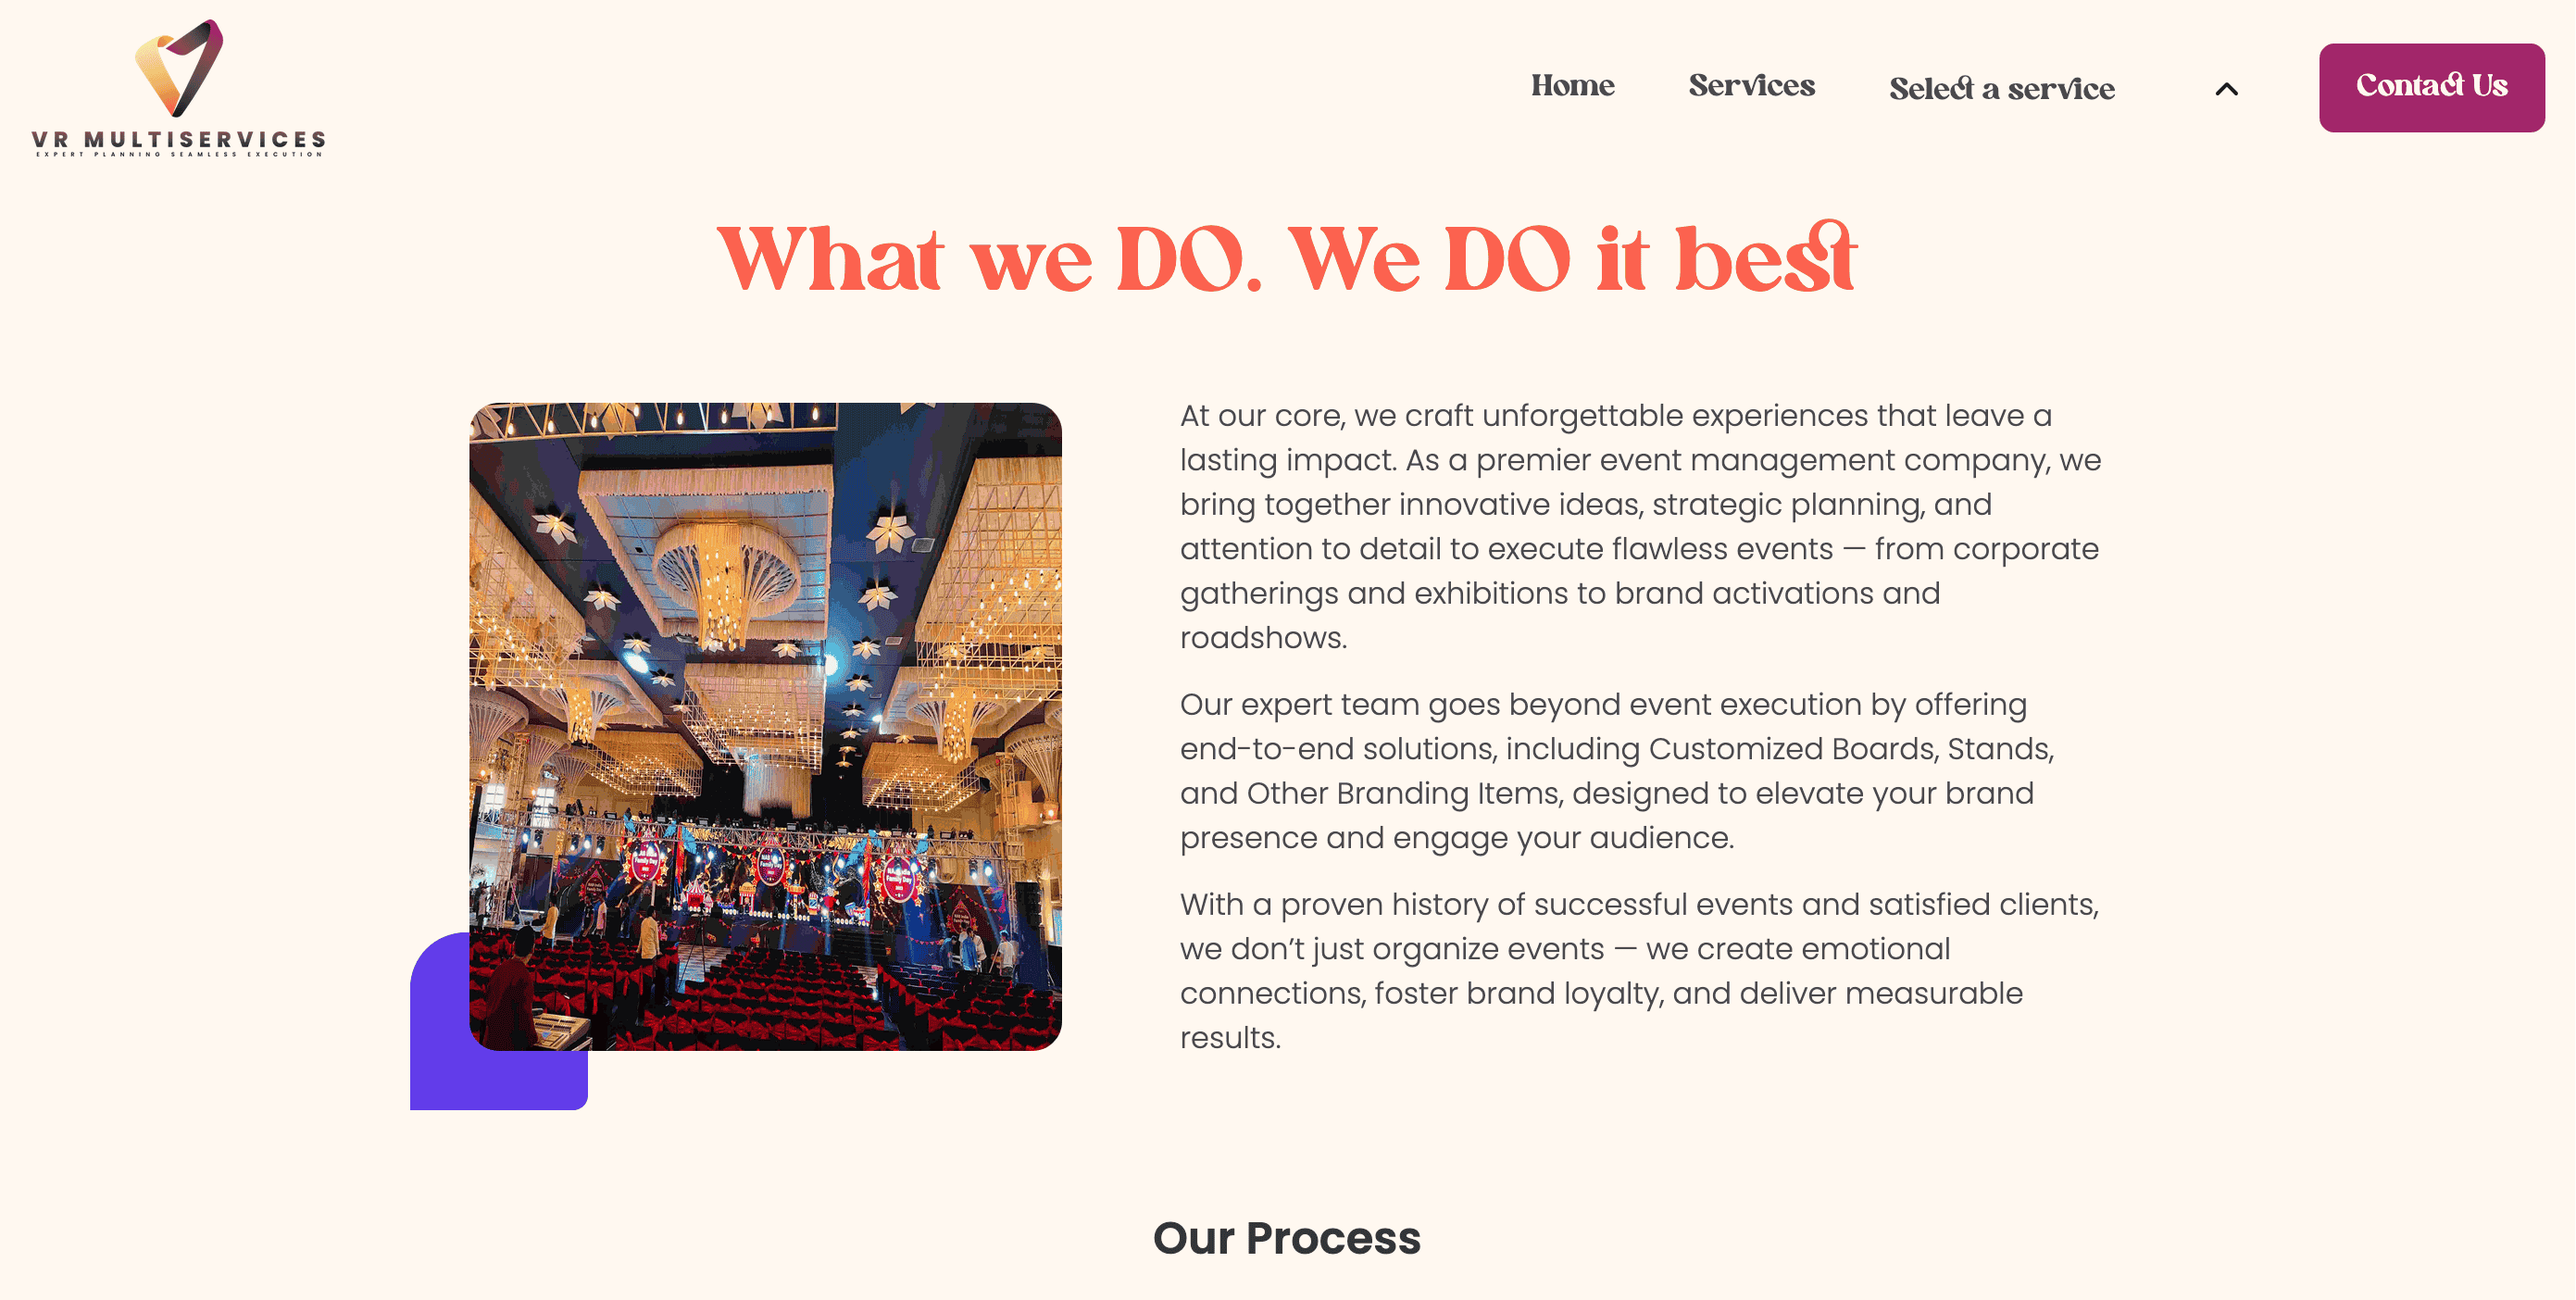 VR MULTISERVICES
EXPERT PLANNING SEAMLESS EXECUTION
Home
Services
Select a service
Contact Us
What we DO. We DO it best
At our core, we craft unforgettable experiences that leave a
lasting impact. As a premier event management company, we
bring together innovative ideas, strategic planning, and
attention to detail to execute flawless events — from corporate
gatherings and exhibitions to brand activations and
roadshows.
Our expert team goes beyond event execution by offering
end-to-end solutions, including Customized Boards, Stands,
and Other Branding Items, designed to elevate your brand
presence and engage your audience.
With a proven history of successful events and satisfied clients,
we don’t just organize events — we create emotional
connections, foster brand loyalty, and deliver measurable
results.
Family Day
Family Day
Family Day
Our Process